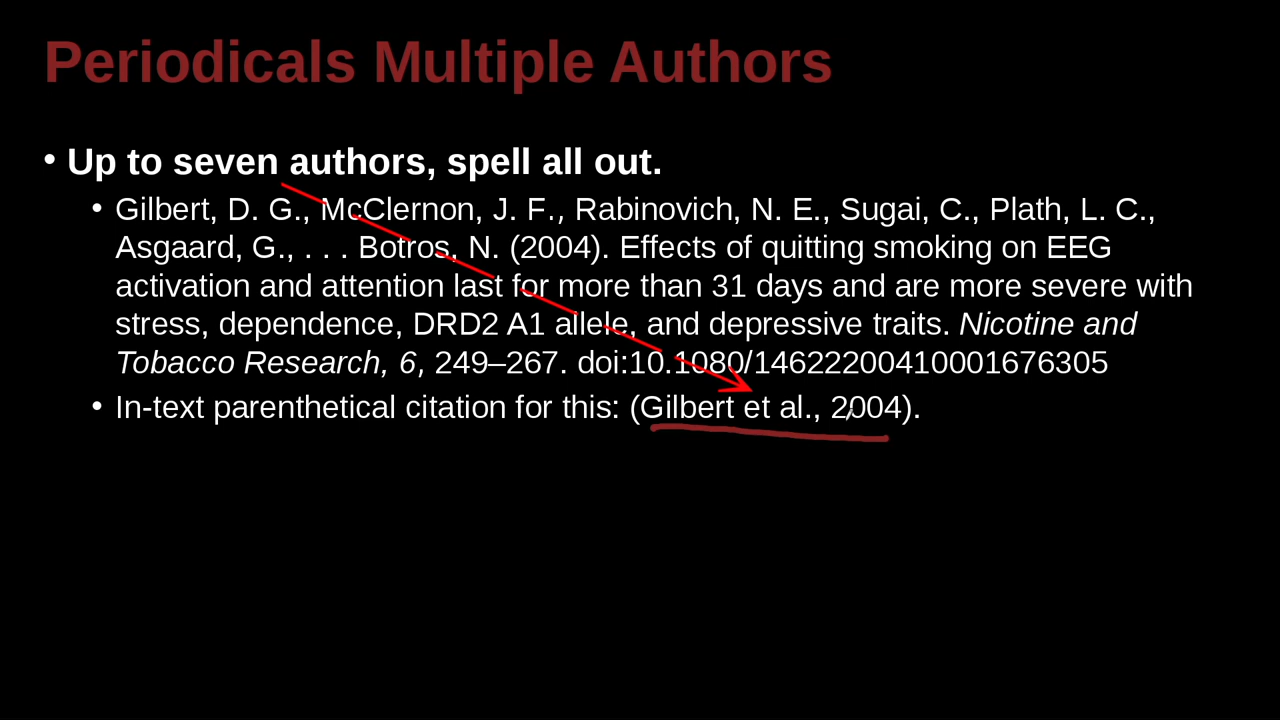 Periodicals Multiple Authors
• Up to seven authors, spell all out.
• Gilbert, D. G., McClernon, J. F., Rabinovich, N. E., Sugai, C., Plath, L. C.,
Asgaard, G., . . . Botros, N. (2004). Effects of quitting smoking on EEG
activation and attention last for more than 31 days and are more severe with
stress, dependence, DRD2 A1 allele, and depressive traits. Nicotine and
Tobacco Research, 6, 249–267. doi:10.1080/14622200410001676305
• In-text parenthetical citation for this: (Gilbert et al., 2004).